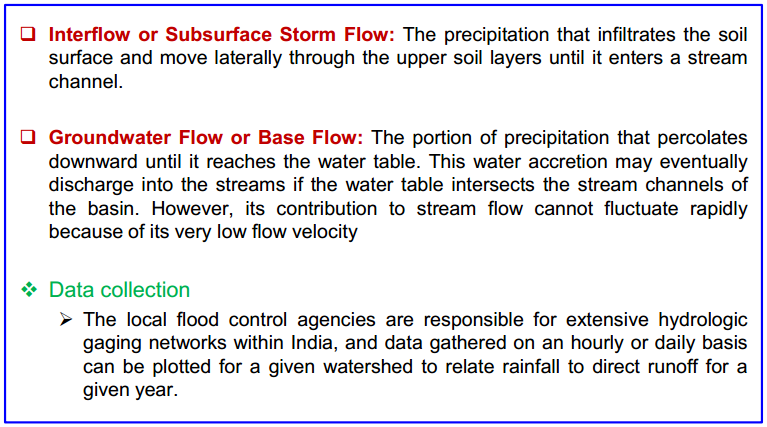 ❑ Interflow or Subsurface Storm Flow: The precipitation that infiltrates the soil
surface and move laterally through the upper soil layers until it enters a stream
channel.
❑ Groundwater Flow or Base Flow: The portion of precipitation that percolates
downward until it reaches the water table. This water accretion may eventually
discharge into the streams if the water table intersects the stream channels of
the basin. However, its contribution to stream flow cannot fluctuate rapidly
because of its very low flow velocity
❖ Data collection
➢ The local flood control agencies are responsible for extensive hydrologic
gaging networks within India, and data gathered on an hourly or daily basis
can be plotted for a given watershed to relate rainfall to direct runoff for a
given year.